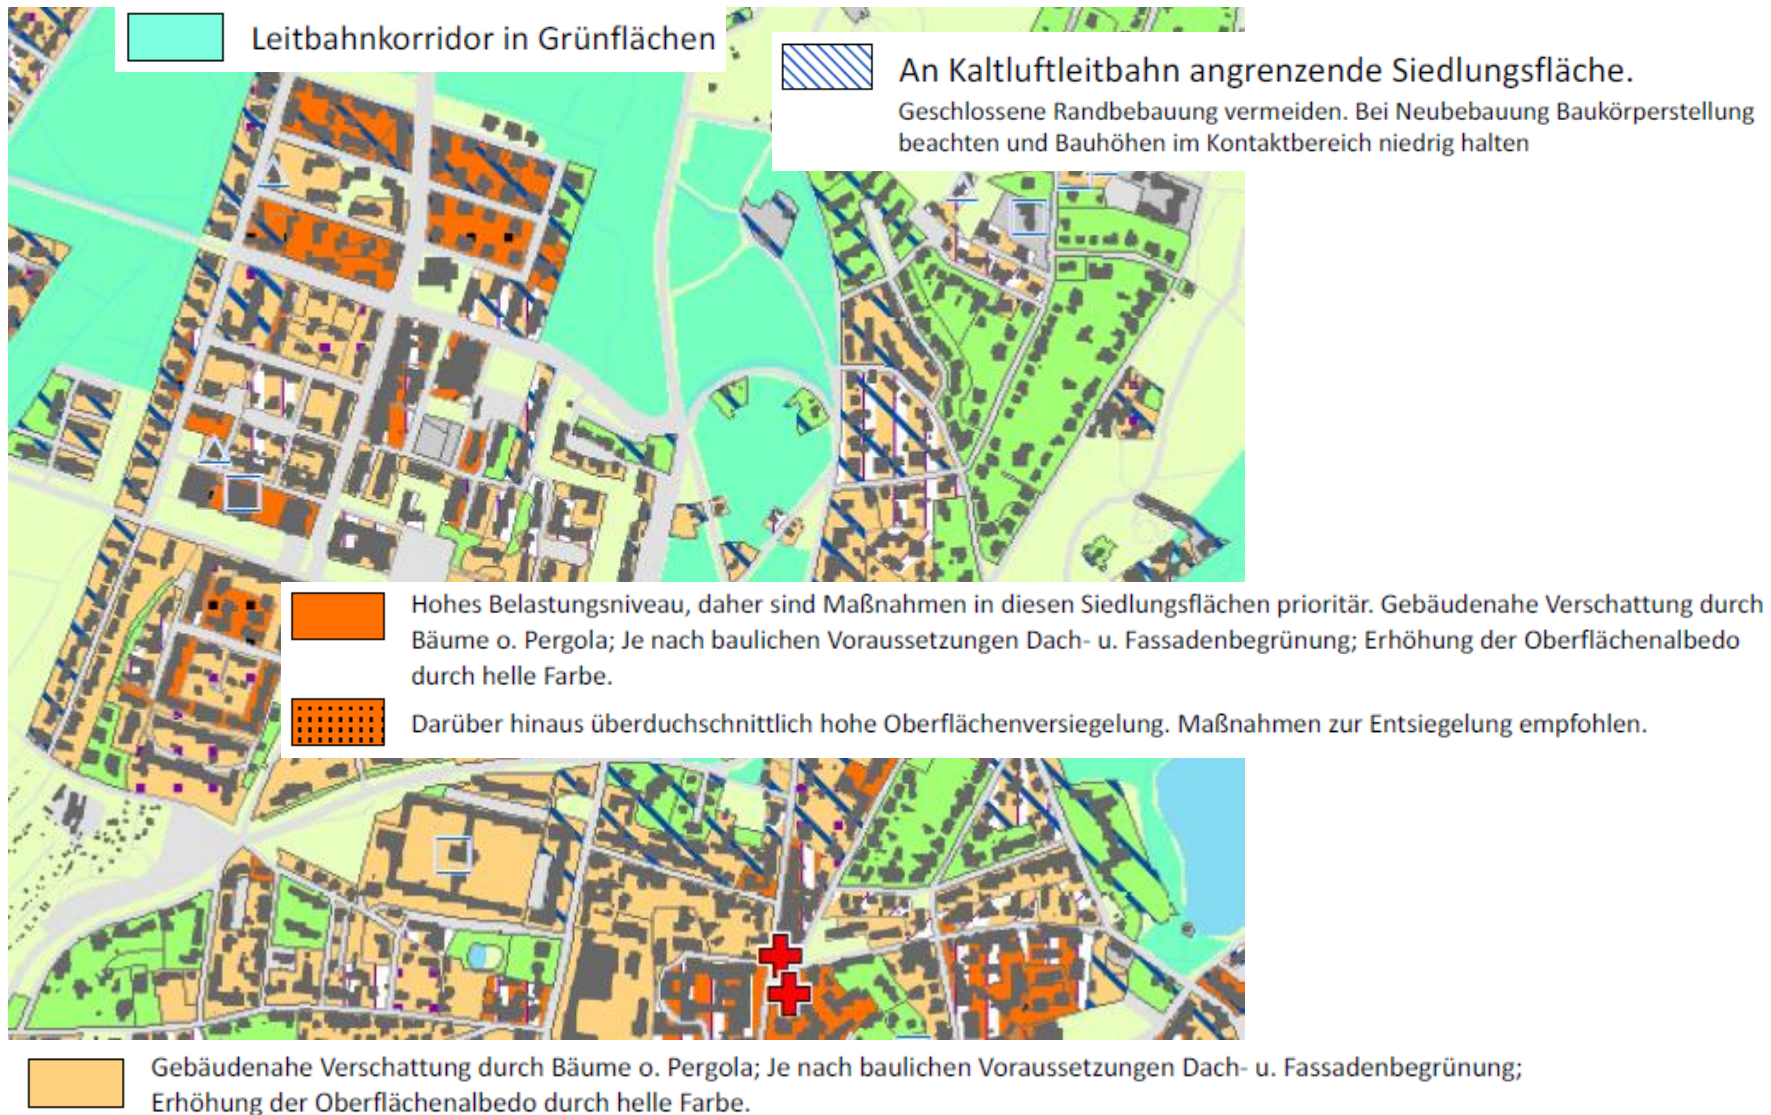 Leitbahnkorridor in Grünflächen
An Kaltluftleitbahn angrenzende Siedlungsfläche.
Geschlossene Randbebauung vermeiden. Bei Neubebauung Baukörperstellung
beachten und Bauhöhen im Kontaktbereich niedrig halten
Hohes Belastungsniveau, daher sind Maßnahmen in diesen Siedlungsflächen prioritär. Gebäudenahe Verschattung durch
Bäume o. Pergola; Je nach baulichen Voraussetzungen Dach- u. Fassadenbegrünung; Erhöhung der Oberflächenalbedo
durch helle Farbe.
Darüber hinaus überduchschnittlich hohe Oberflächenversiegelung. Maßnahmen zur Entsiegelung empfohlen.
Gebäudenahe Verschattung durch Bäume o. Pergola; Je nach baulichen Voraussetzungen Dach- u. Fassadenbegrünung;
Erhöhung der Oberflächenalbedo durch helle Farbe.